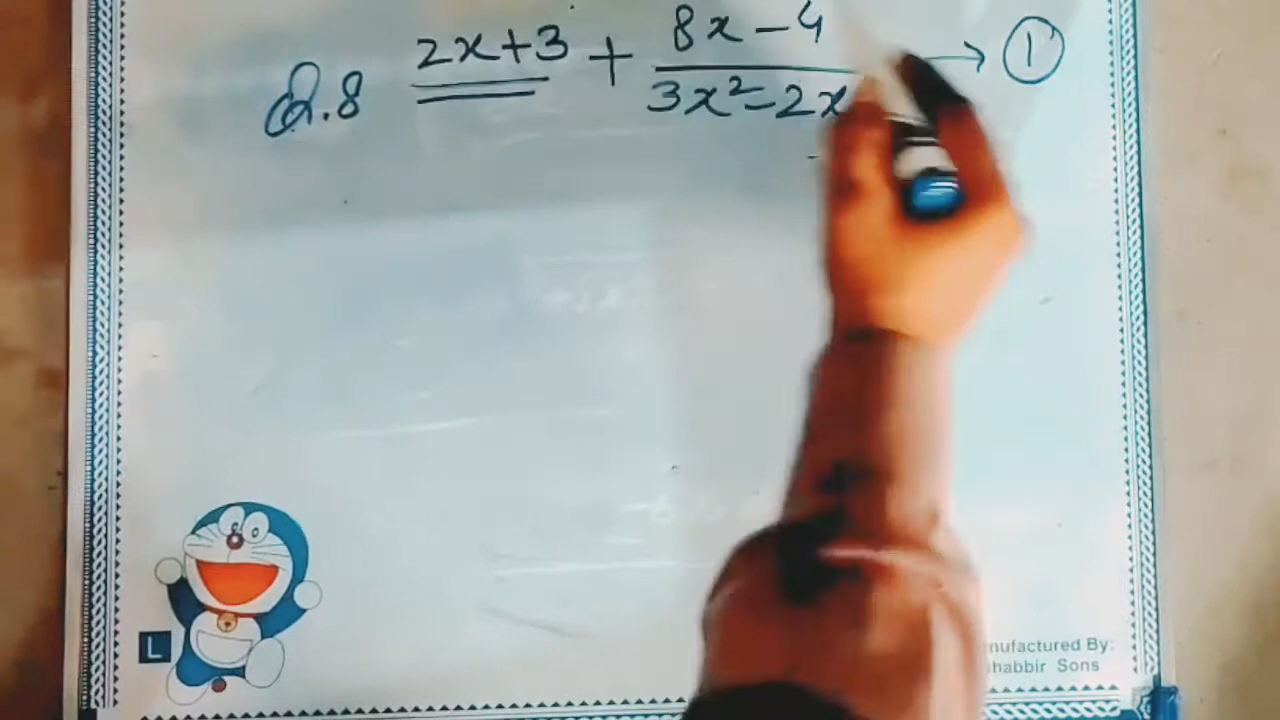 Q.8 2x+3 + (8x-4)/(3x²-2x → ①
L
nufactured By:
habbir Sons